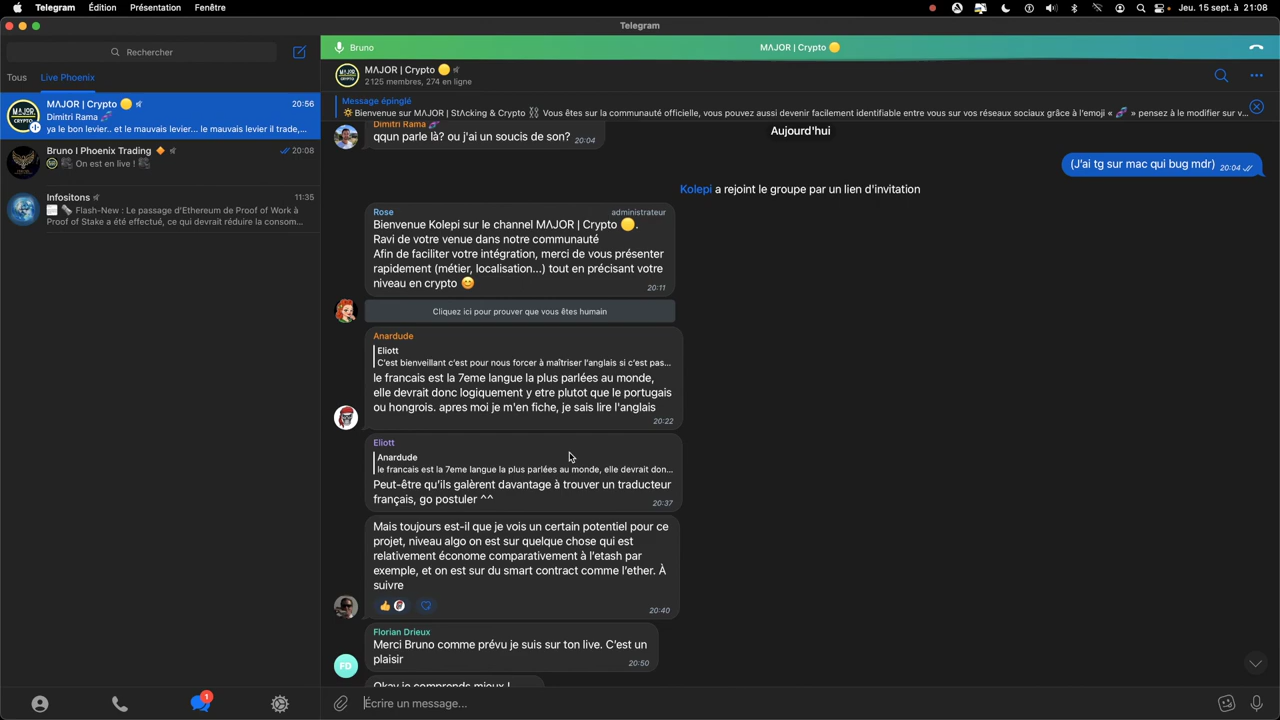 Telegram Édition Présentation Fenêtre
Jeu. 15 sept. à 21:08
Telegram
Rechercher
Bruno
MΛJOR | Crypto
Tous
Live Phoenix
MΛJOR | Crypto
2 125 membres, 274 en ligne
MΛJOR | Crypto
20:56
Dimitri Rama
ya le bon levier.. et le mauvais levier... le mauvais levier il trade,...
Bruno I Phoenix Trading
20:08
On est en live !
Infositons
11:35
Flash-New : Le passage d'Ethereum de Proof of Work à
Proof of Stake a été effectué, ce qui devrait réduire la consom...
Message épinglé
Bienvenue sur MΛJOR | StΛcking & Crypto ⛓ Vous êtes sur la communauté officielle, vous pouvez aussi devenir facilement identifiable entre vous sur vos réseaux sociaux grâce à l'emoji « 🧬 » pensez à le modifier sur v...
Dimitri Rama
qqun parle là? ou j'ai un soucis de son?
20:04
Aujourd'hui
(J'ai tg sur mac qui bug mdr)
20:04
Kolepi a rejoint le groupe par un lien d'invitation
Rose
administrateur
Bienvenue Kolepi sur le channel MΛJOR | Crypto 🟡.
Ravi de votre venue dans notre communauté
Afin de faciliter votre intégration, merci de vous présenter
rapidement (métier, localisation...) tout en précisant votre
niveau en crypto 😊
20:11
Cliquez ici pour prouver que vous êtes humain
Anardude
Eliott
C'est bienveillant c'est pour nous forcer à maîtriser l'anglais si c'est pas...
le francais est la 7eme langue la plus parlées au monde,
elle devrait donc logiquement y etre plutot que le portugais
ou hongrois. apres moi je m'en fiche, je sais lire l'anglais
20:22
Eliott
Anardude
le francais est la 7eme langue la plus parlées au monde, elle devrait don...
Peut-être qu'ils galèrent davantage à trouver un traducteur
français, go postuler ^^
20:37
Mais toujours est-il que je vois un certain potentiel pour ce
projet, niveau algo on est sur quelque chose qui est
relativement économe comparativement à l'etash par
exemple, et on est sur du smart contract comme l'ether. À
suivre
20:40
Florian Drieux
Merci Bruno comme prévu je suis sur ton live. C'est un
plaisir
20:50
FD
Okay je comprends mieux !
1
Écrire un message...